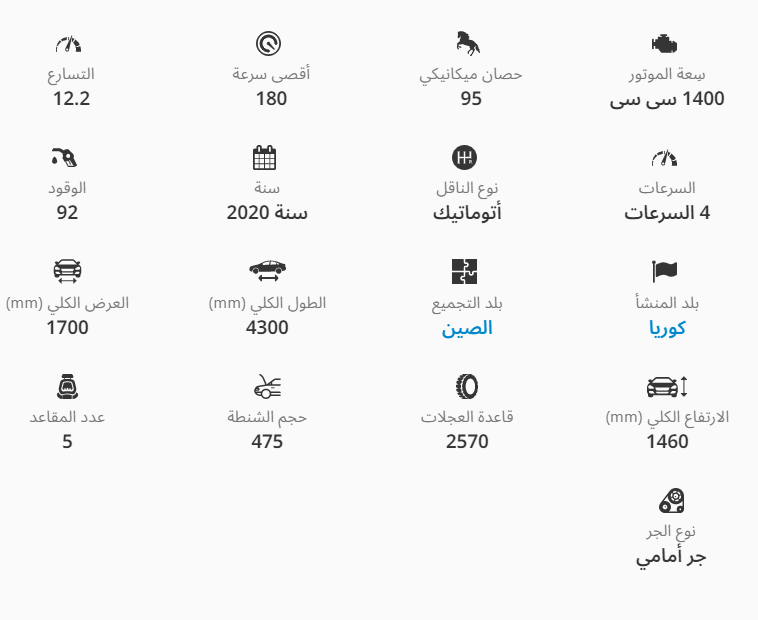 سِعة الموتور
1400 سى سى
حصان ميكانيكي
95
أقصى سرعة
180
التسارع
12.2
السرعات
4 السرعات
نوع الناقل
أتوماتيك
سنة
سنة 2020
الوقود
92
بلد المنشأ
كوريا
بلد التجميع
الصين
الطول الكلي (mm)
4300
العرض الكلي (mm)
1700
الارتفاع الكلي (mm)
1460
قاعدة العجلات
2570
حجم الشنطة
475
عدد المقاعد
5
نوع الجر
جر أمامي